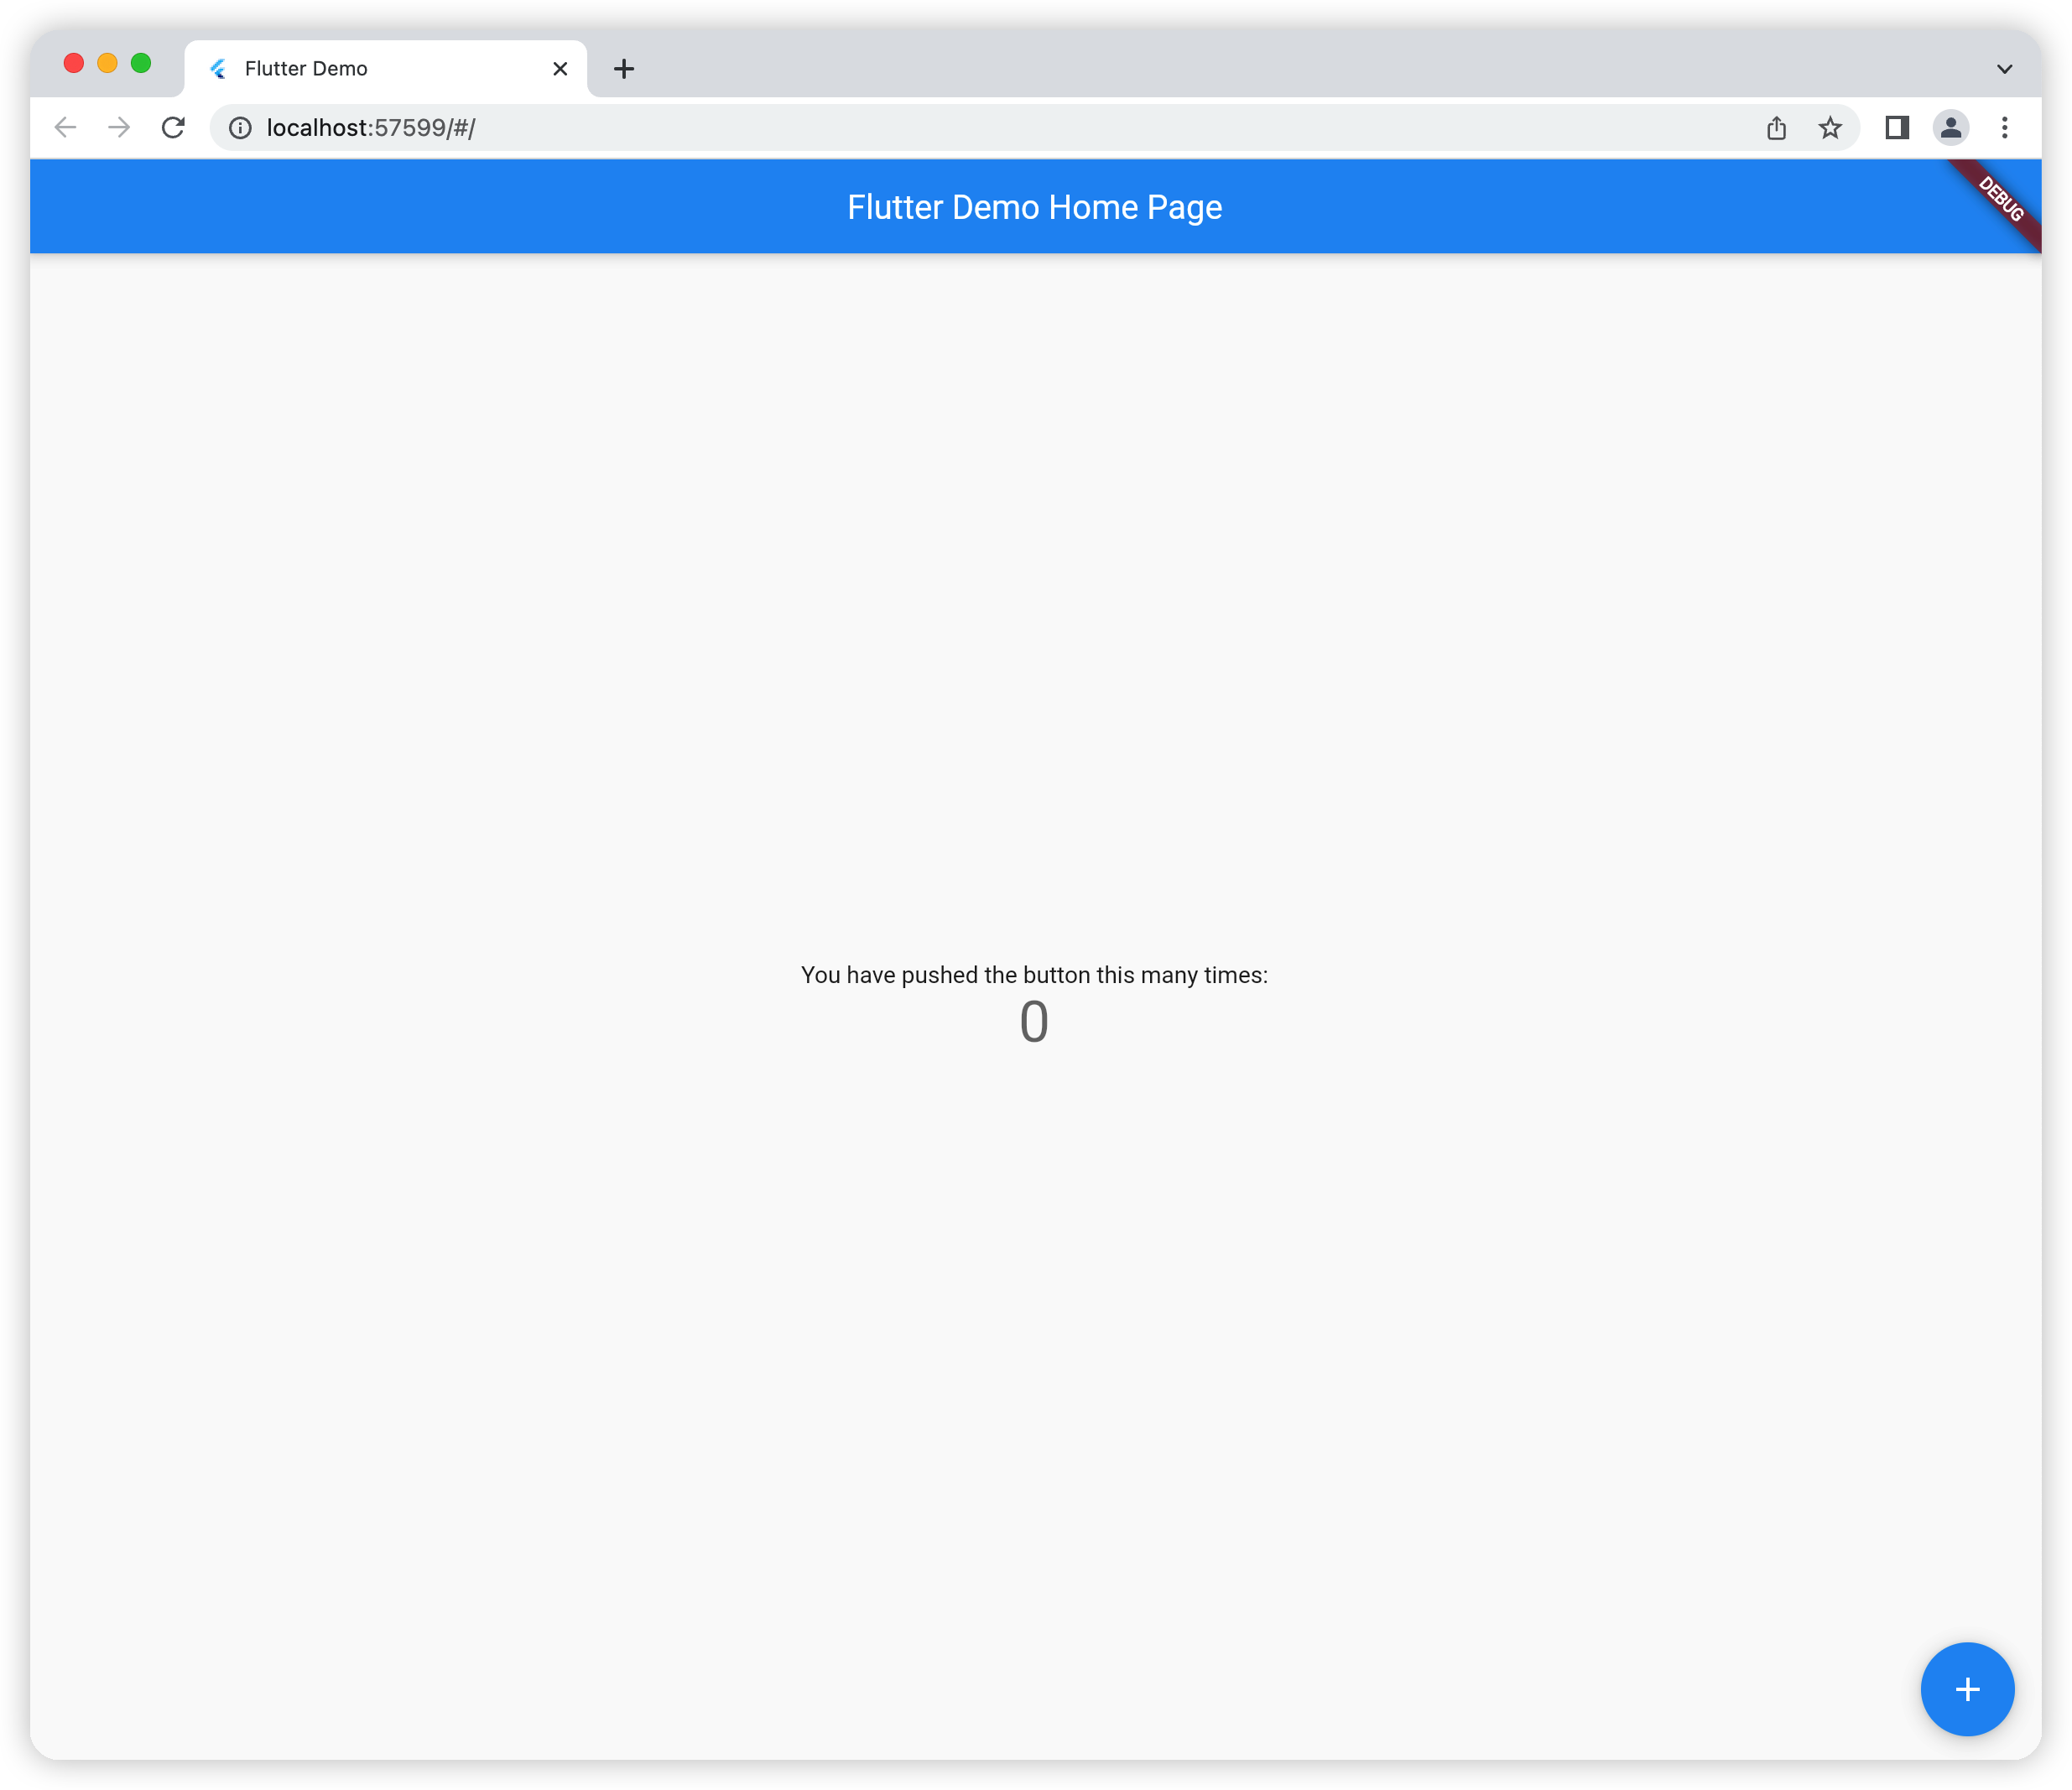 Flutter Demo
localhost:57599/#/
Flutter Demo Home Page
DEBUG
You have pushed the button this many times:
0